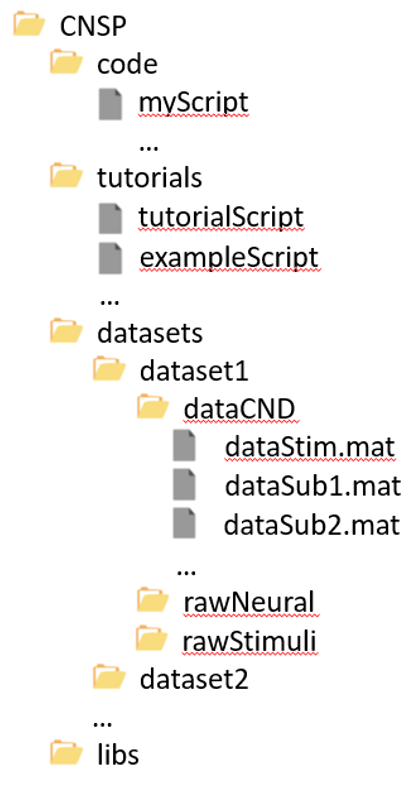 CNSP
code
myScript
...
tutorials
tutorialScript
exampleScript
...
datasets
dataset1
dataCND
dataStim.mat
dataSub1.mat
dataSub2.mat
...
rawNeural
rawStimuli
dataset2
...
libs